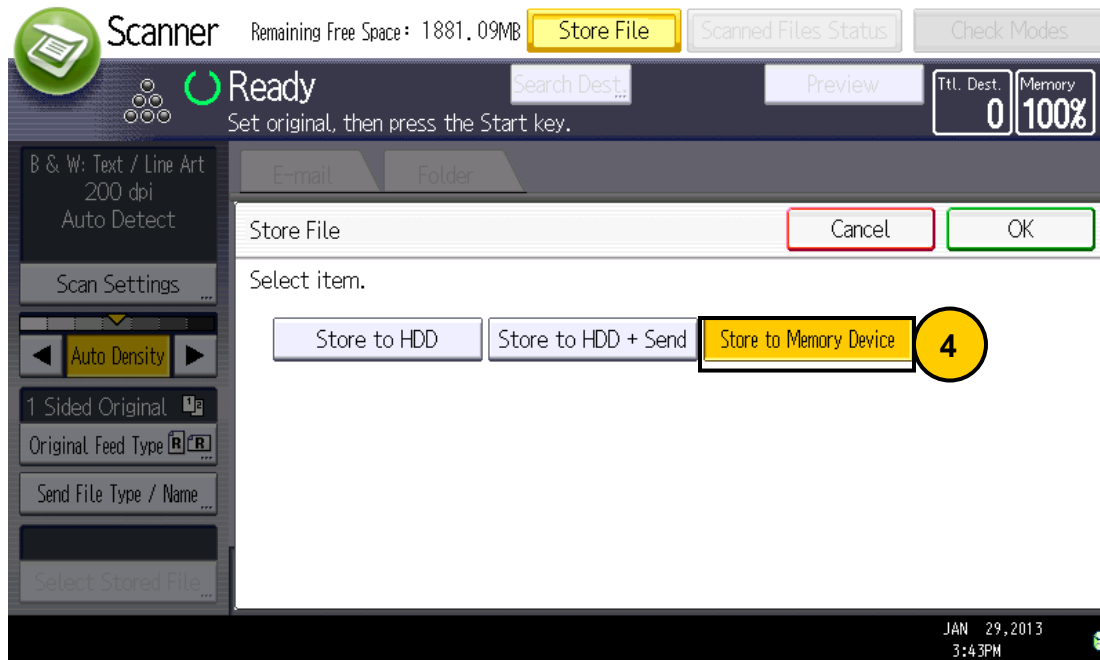 Scanner
Remaining Free Space: 1881.09MB
Store File
Scanned Files Status
Check Modes
Ready
Search Dest.
Preview
Ttl. Dest.
0
Memory
100%
Set original, then press the Start key.
B & W: Text / Line Art
200 dpi
Auto Detect
E-mail
Folder
Store File
Cancel
OK
Scan Settings
Select item.
Store to HDD
Store to HDD + Send
Store to Memory Device
4
Auto Density
1 Sided Original
Original Feed Type
Send File Type / Name
Select Stored File
JAN 29,2013
3:43PM